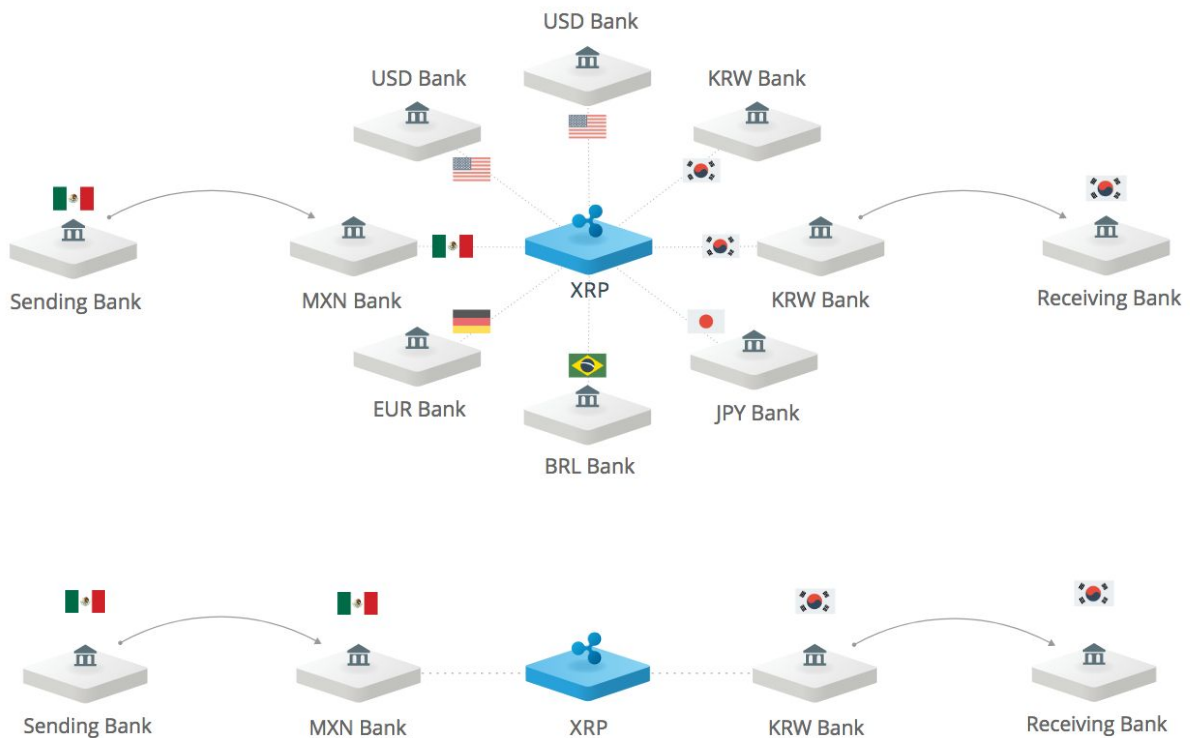 USD Bank
USD Bank
KRW Bank
Sending Bank
MXN Bank
XRP
KRW Bank
Receiving Bank
EUR Bank
JPY Bank
BRL Bank
Sending Bank
MXN Bank
XRP
KRW Bank
Receiving Bank